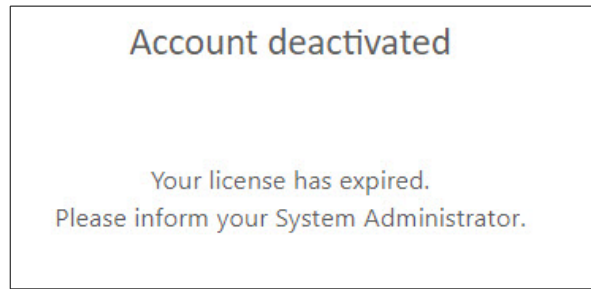 Account deactivated
Your license has expired.
Please inform your System Administrator.